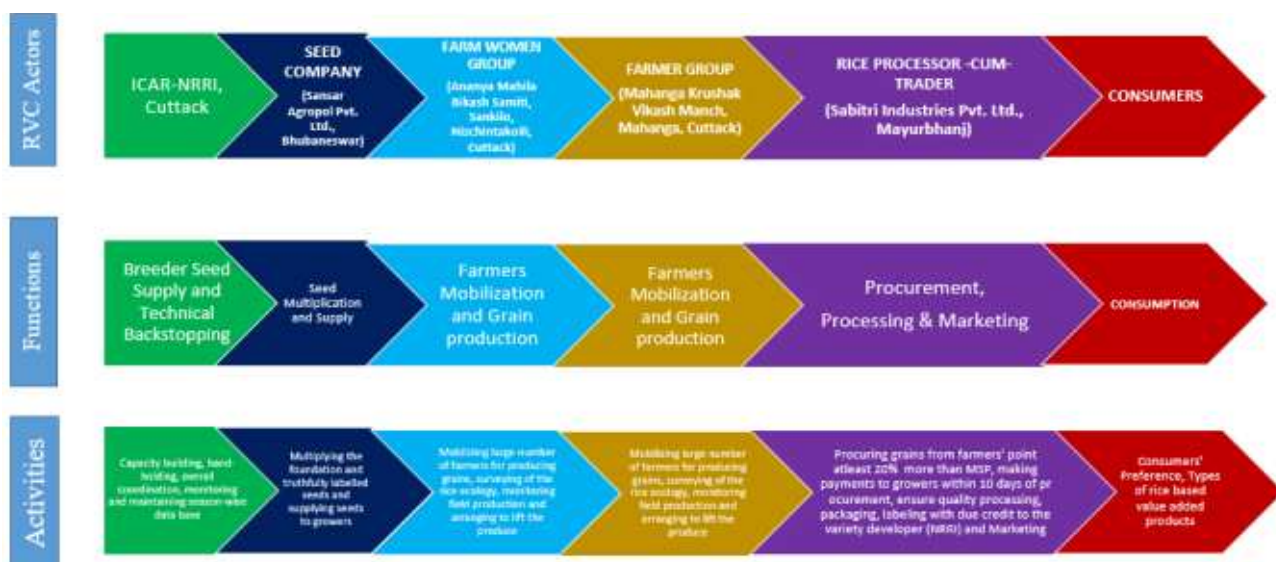 RVC Actors
ICAR-NRRI,
Cuttack
SEED
COMPANY
(Sansar
Agropol Pvt.
Ltd.,
Bhubaneswar)
FARM WOMEN
GROUP
(Ananya Mahila
Bikash Samiti,
Sankilo,
Nischintakoili,
Cuttack)
FARMER GROUP
(Mahanga Krushak
Vikash Manch,
Mahanga, Cuttack)
RICE PROCESSOR -CUM-
TRADER
(Sabitri Industries Pvt. Ltd.,
Mayurbhanj)
CONSUMERS
Functions
Breeder Seed
Supply and
Technical
Backstopping
Seed
Multiplication
and Supply
Farmers
Mobilization
and Grain
production
Farmers
Mobilization
and Grain
production
Procurement,
Processing & Marketing
CONSUMPTION
Activities
Capacity building, hand-
holding, overall
coordination, monitoring
and maintaining season-wise
data base
Multiplying the
foundation and
truthfully labelled
seeds and
supplying seeds
to growers
Mobilizing large number
of farmers for producing
grains, surveying of the
rice ecology, monitoring
field production and
arranging to lift the
produce
Mobilizing large number
of farmers for producing
grains, surveying of the
rice ecology, monitoring
field production and
arranging to lift the
produce
Procuring grains from farmers' point
atleast 20% more than MSP, making
payments to growers within 10 days of pr
ocurement, ensure quality processing,
packaging, labeling with due credit to the
variety developer (NRRI) and Marketing
Consumers'
Preference, Types
of rice based
value added
products